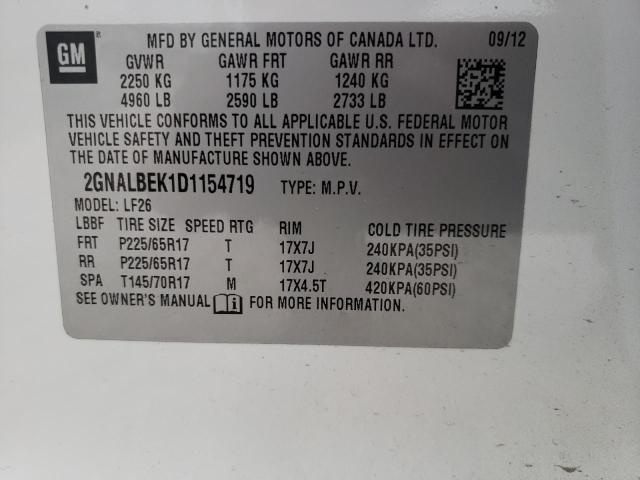 GM ® MFD BY GENERAL MOTORS OF CANADA LTD. 09/12
GVWR GAWR FRT GAWR RR
2250 KG 1175 KG 1240 KG
4960 LB 2590 LB 2733 LB
THIS VEHICLE CONFORMS TO ALL APPLICABLE U.S. FEDERAL MOTOR
VEHICLE SAFETY AND THEFT PREVENTION STANDARDS IN EFFECT ON
THE DATE OF MANUFACTURE SHOWN ABOVE.
2GNALBEK1D1154719 TYPE: M.P.V.
MODEL: LF26
LBBF TIRE SIZE SPEED RTG RIM COLD TIRE PRESSURE
FRT P225/65R17 T 17X7J 240KPA(35PSI)
RR P225/65R17 T 17X7J 240KPA(35PSI)
SPA T145/70R17 M 17X4.5T 420KPA(60PSI)
SEE OWNER'S MANUAL FOR MORE INFORMATION.